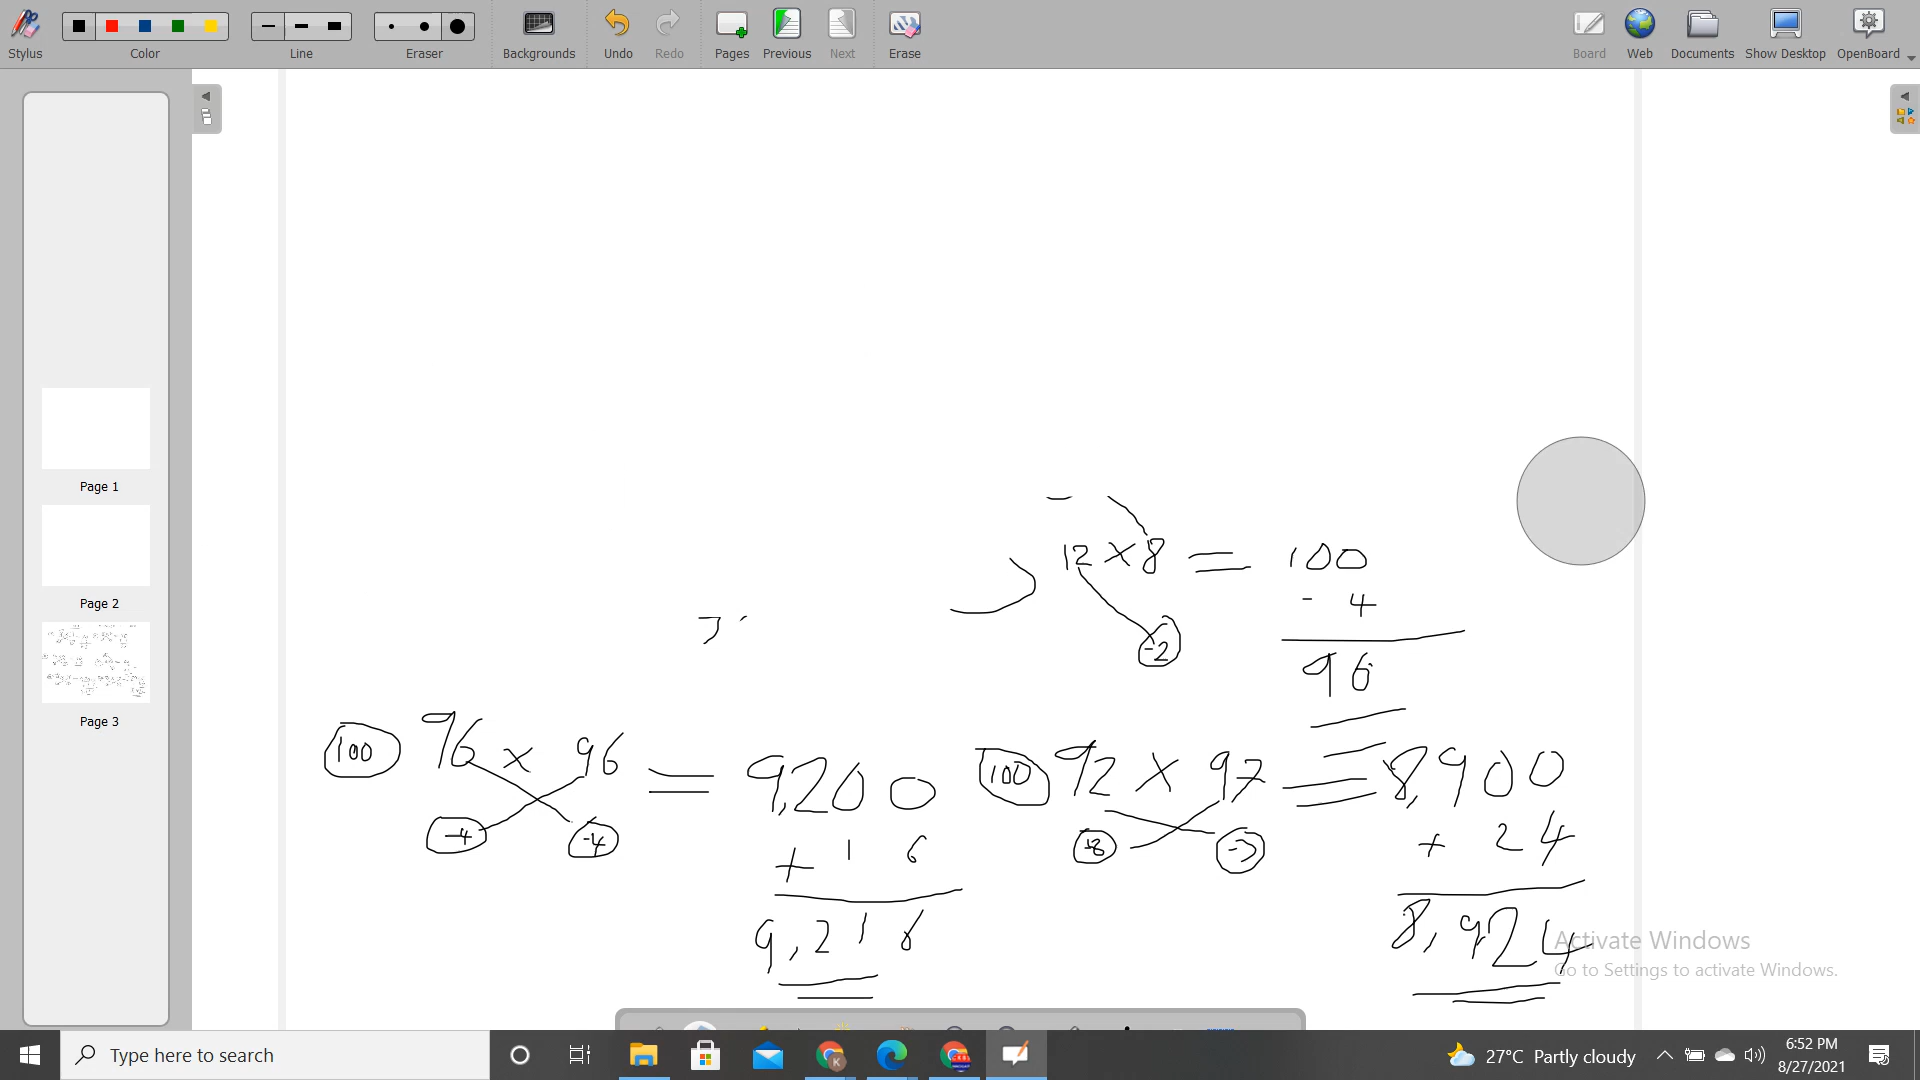 Stylus Color Line Eraser Backgrounds Undo Redo Pages Previous Next Erase Board Web Documents Show Desktop OpenBoard
Page 1
Page 2
Page 3
12 × 8 = 100
- 4
-2
96
100 96 × 96 = 9,200
-4 -4
+ 16
9,216
100 92 × 97 = 8,900
-8 -3
+ 24
8,924
Activate Windows
Go to Settings to activate Windows.
Type here to search
27°C Partly cloudy
6:52 PM
8/27/2021